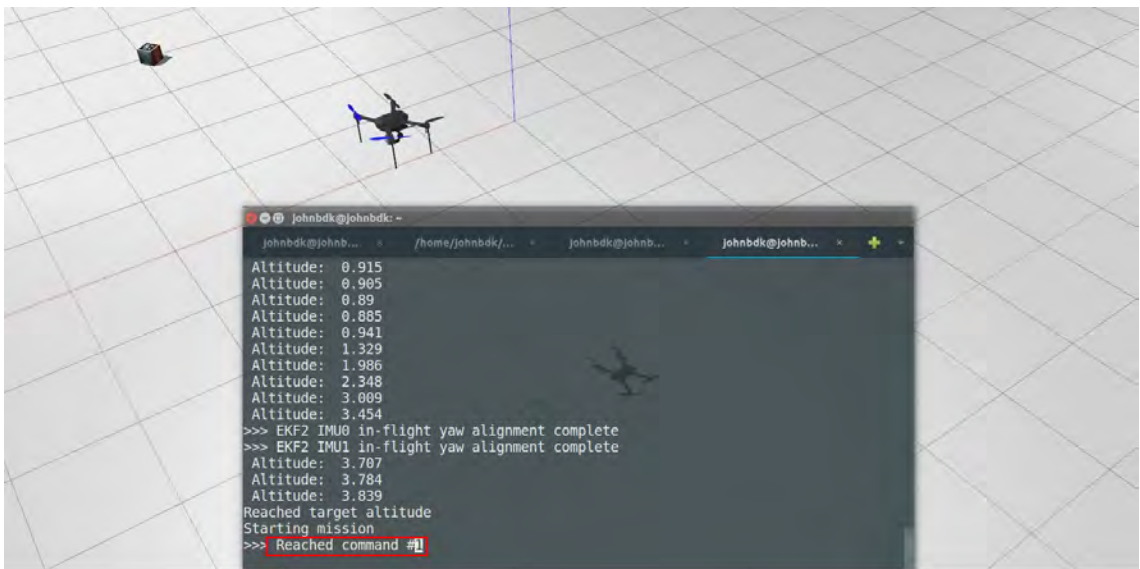 johnbdk@johnbdk: ~
johnbdk@johnb... × /home/johnbdk/... × johnbdk@johnb... × johnbdk@johnb... ×
Altitude: 0.915
Altitude: 0.905
Altitude: 0.89
Altitude: 0.885
Altitude: 0.941
Altitude: 1.329
Altitude: 1.986
Altitude: 2.348
Altitude: 3.009
Altitude: 3.454
>>> EKF2 IMU0 in-flight yaw alignment complete
>>> EKF2 IMU1 in-flight yaw alignment complete
Altitude: 3.707
Altitude: 3.784
Altitude: 3.839
Reached target altitude
Starting mission
>>> Reached command #1